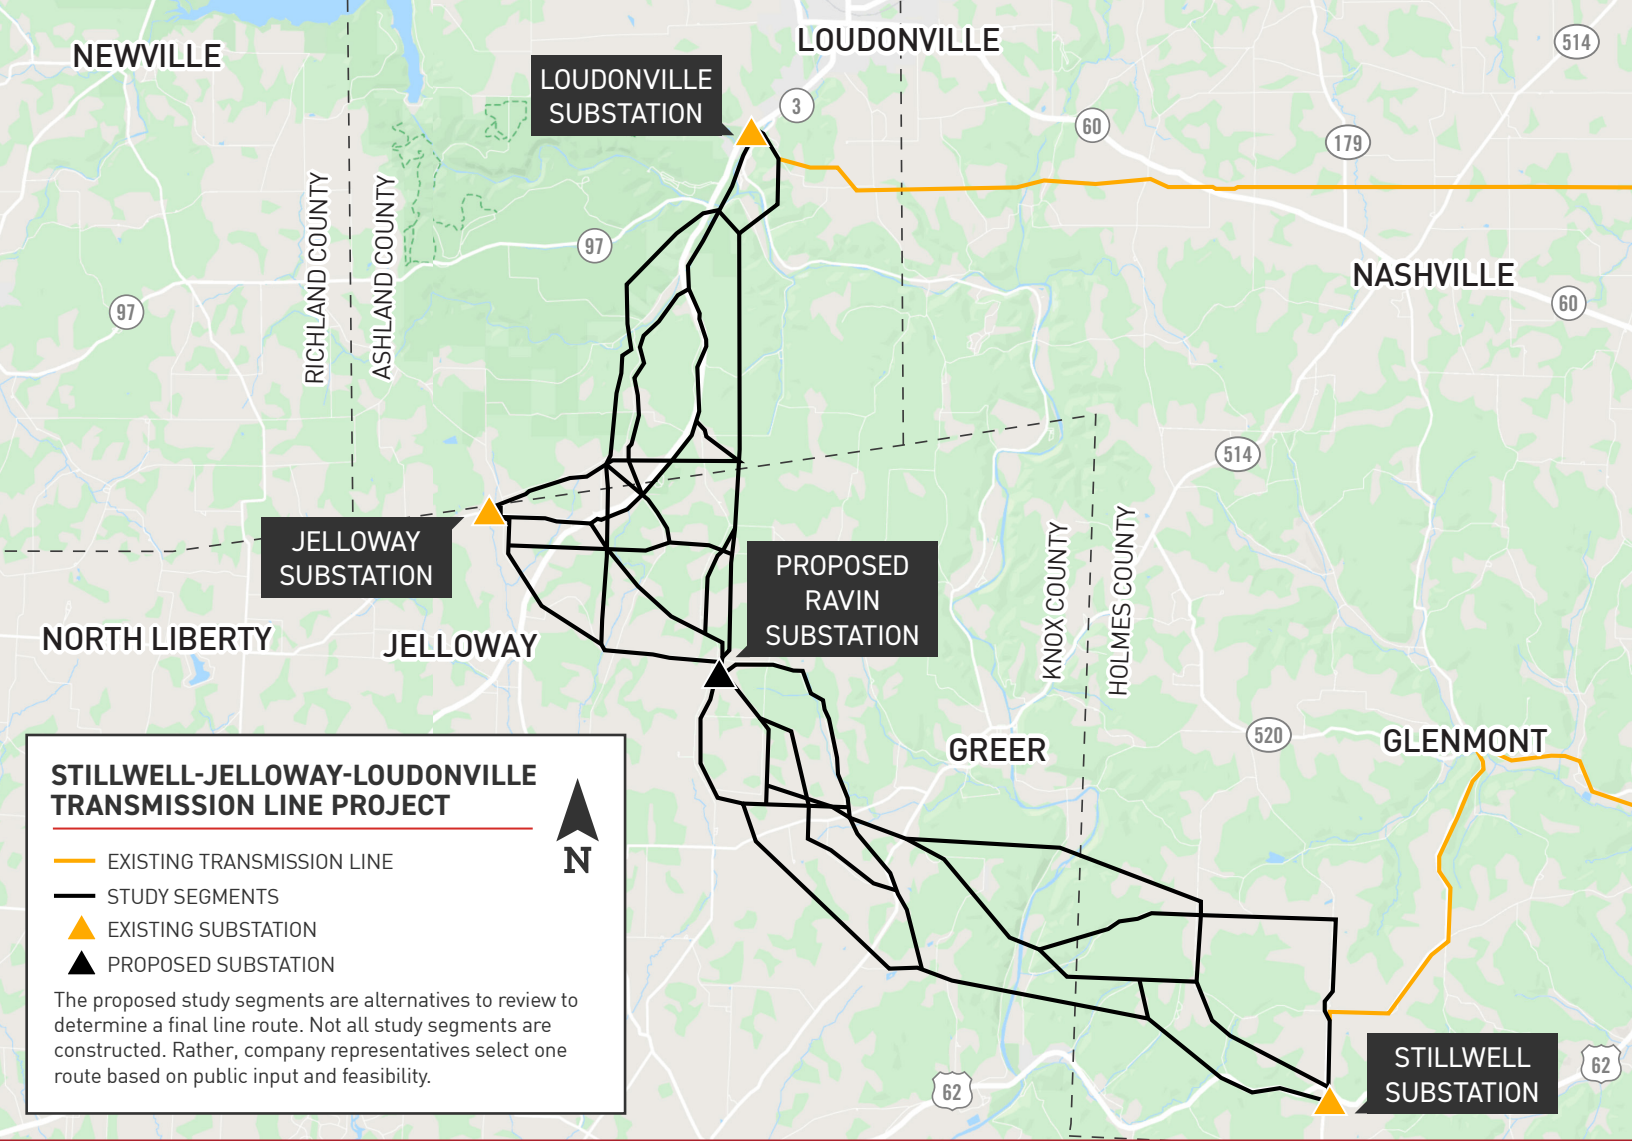 NEWVILLE
LOUDONVILLE
514
LOUDONVILLE
SUBSTATION
3
60
179
RICHLAND COUNTY
ASHLAND COUNTY
97
97
NASHVILLE
60
514
JELLOWAY
SUBSTATION
PROPOSED
RAVIN
SUBSTATION
KNOX COUNTY
HOLMES COUNTY
NORTH LIBERTY
JELLOWAY
GREER
520
GLENMONT
STILLWELL-JELLOWAY-LOUDONVILLE
TRANSMISSION LINE PROJECT
N
EXISTING TRANSMISSION LINE
STUDY SEGMENTS
EXISTING SUBSTATION
PROPOSED SUBSTATION
The proposed study segments are alternatives to review to
determine a final line route. Not all study segments are
constructed. Rather, company representatives select one
route based on public input and feasibility.
62
STILLWELL
SUBSTATION
62